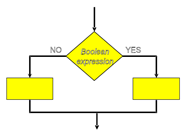 NO
Boolean
YES
expression